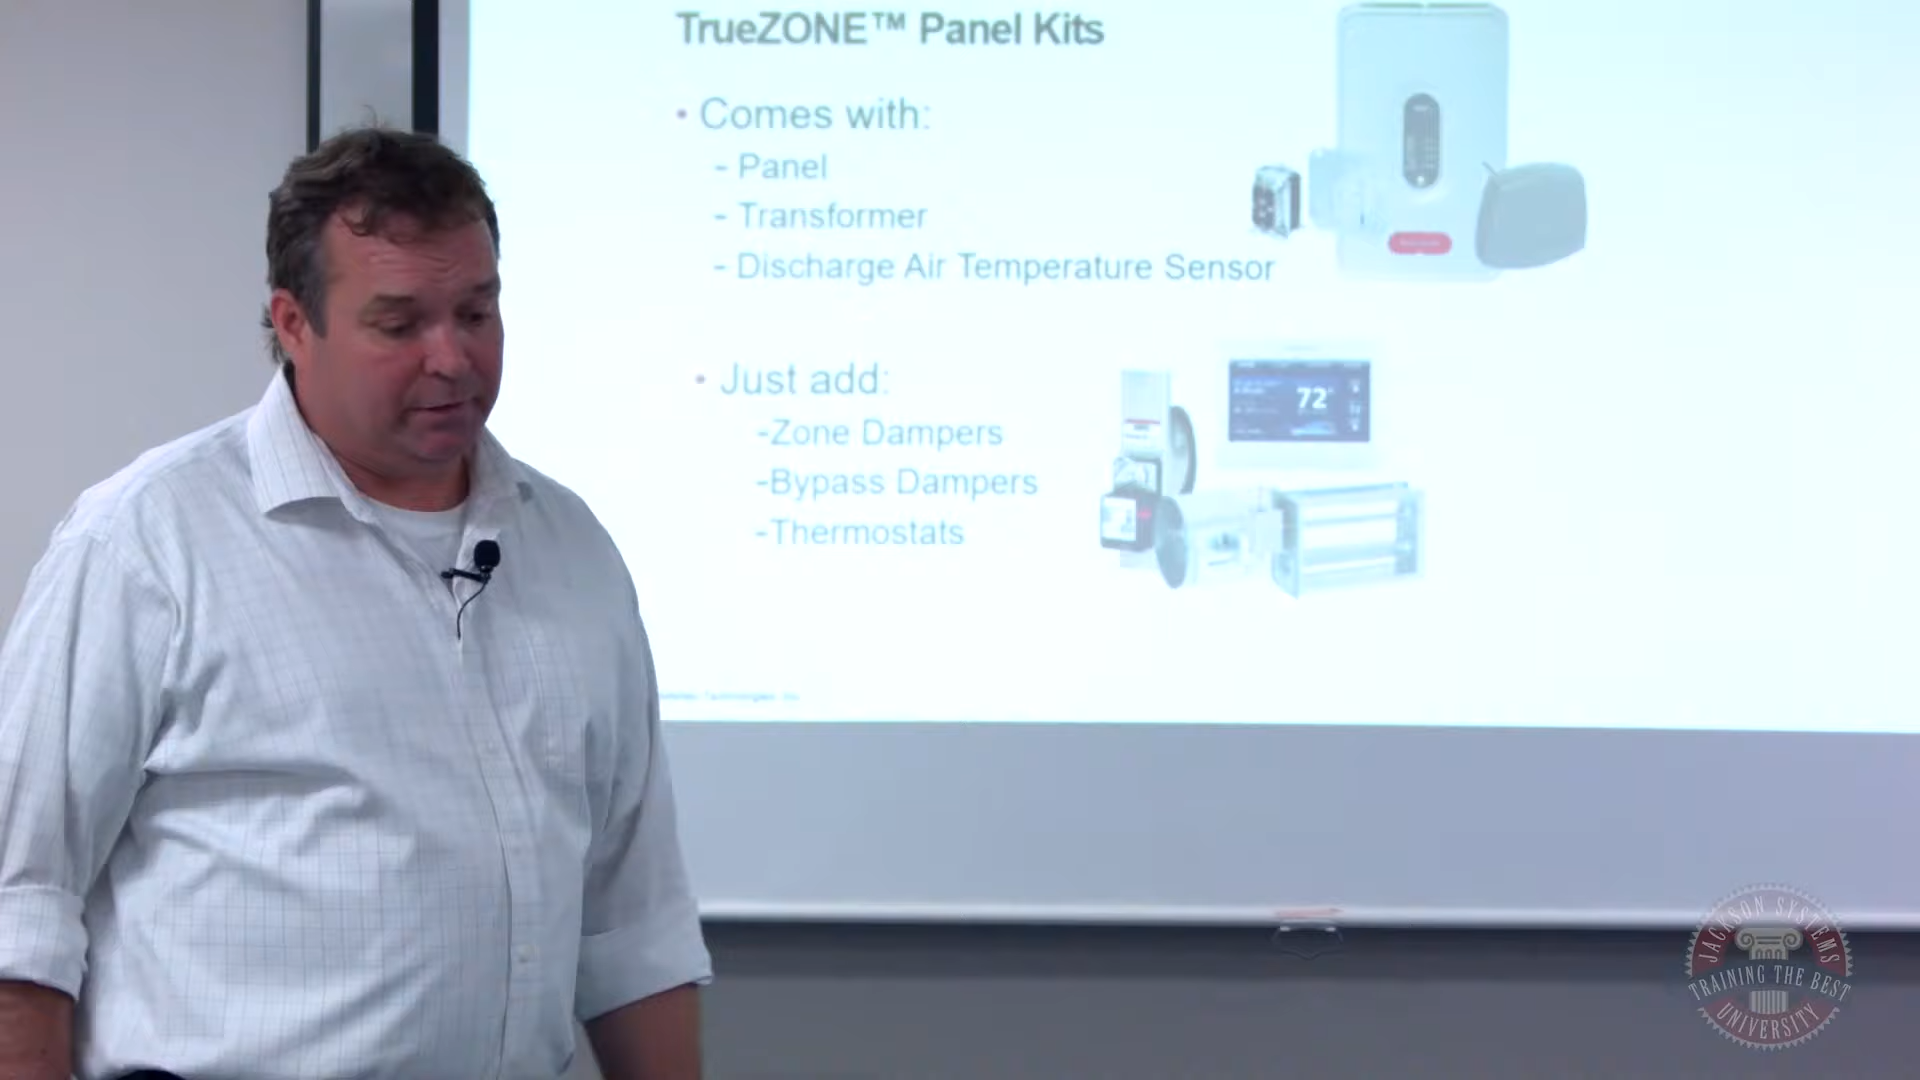 TrueZONE™ Panel Kits
• Comes with:
- Panel
- Transformer
- Discharge Air Temperature Sensor
• Just add:
-Zone Dampers
-Bypass Dampers
-Thermostats
72°
JACKSON SYSTEMS
TRAINING THE BEST
UNIVERSITY